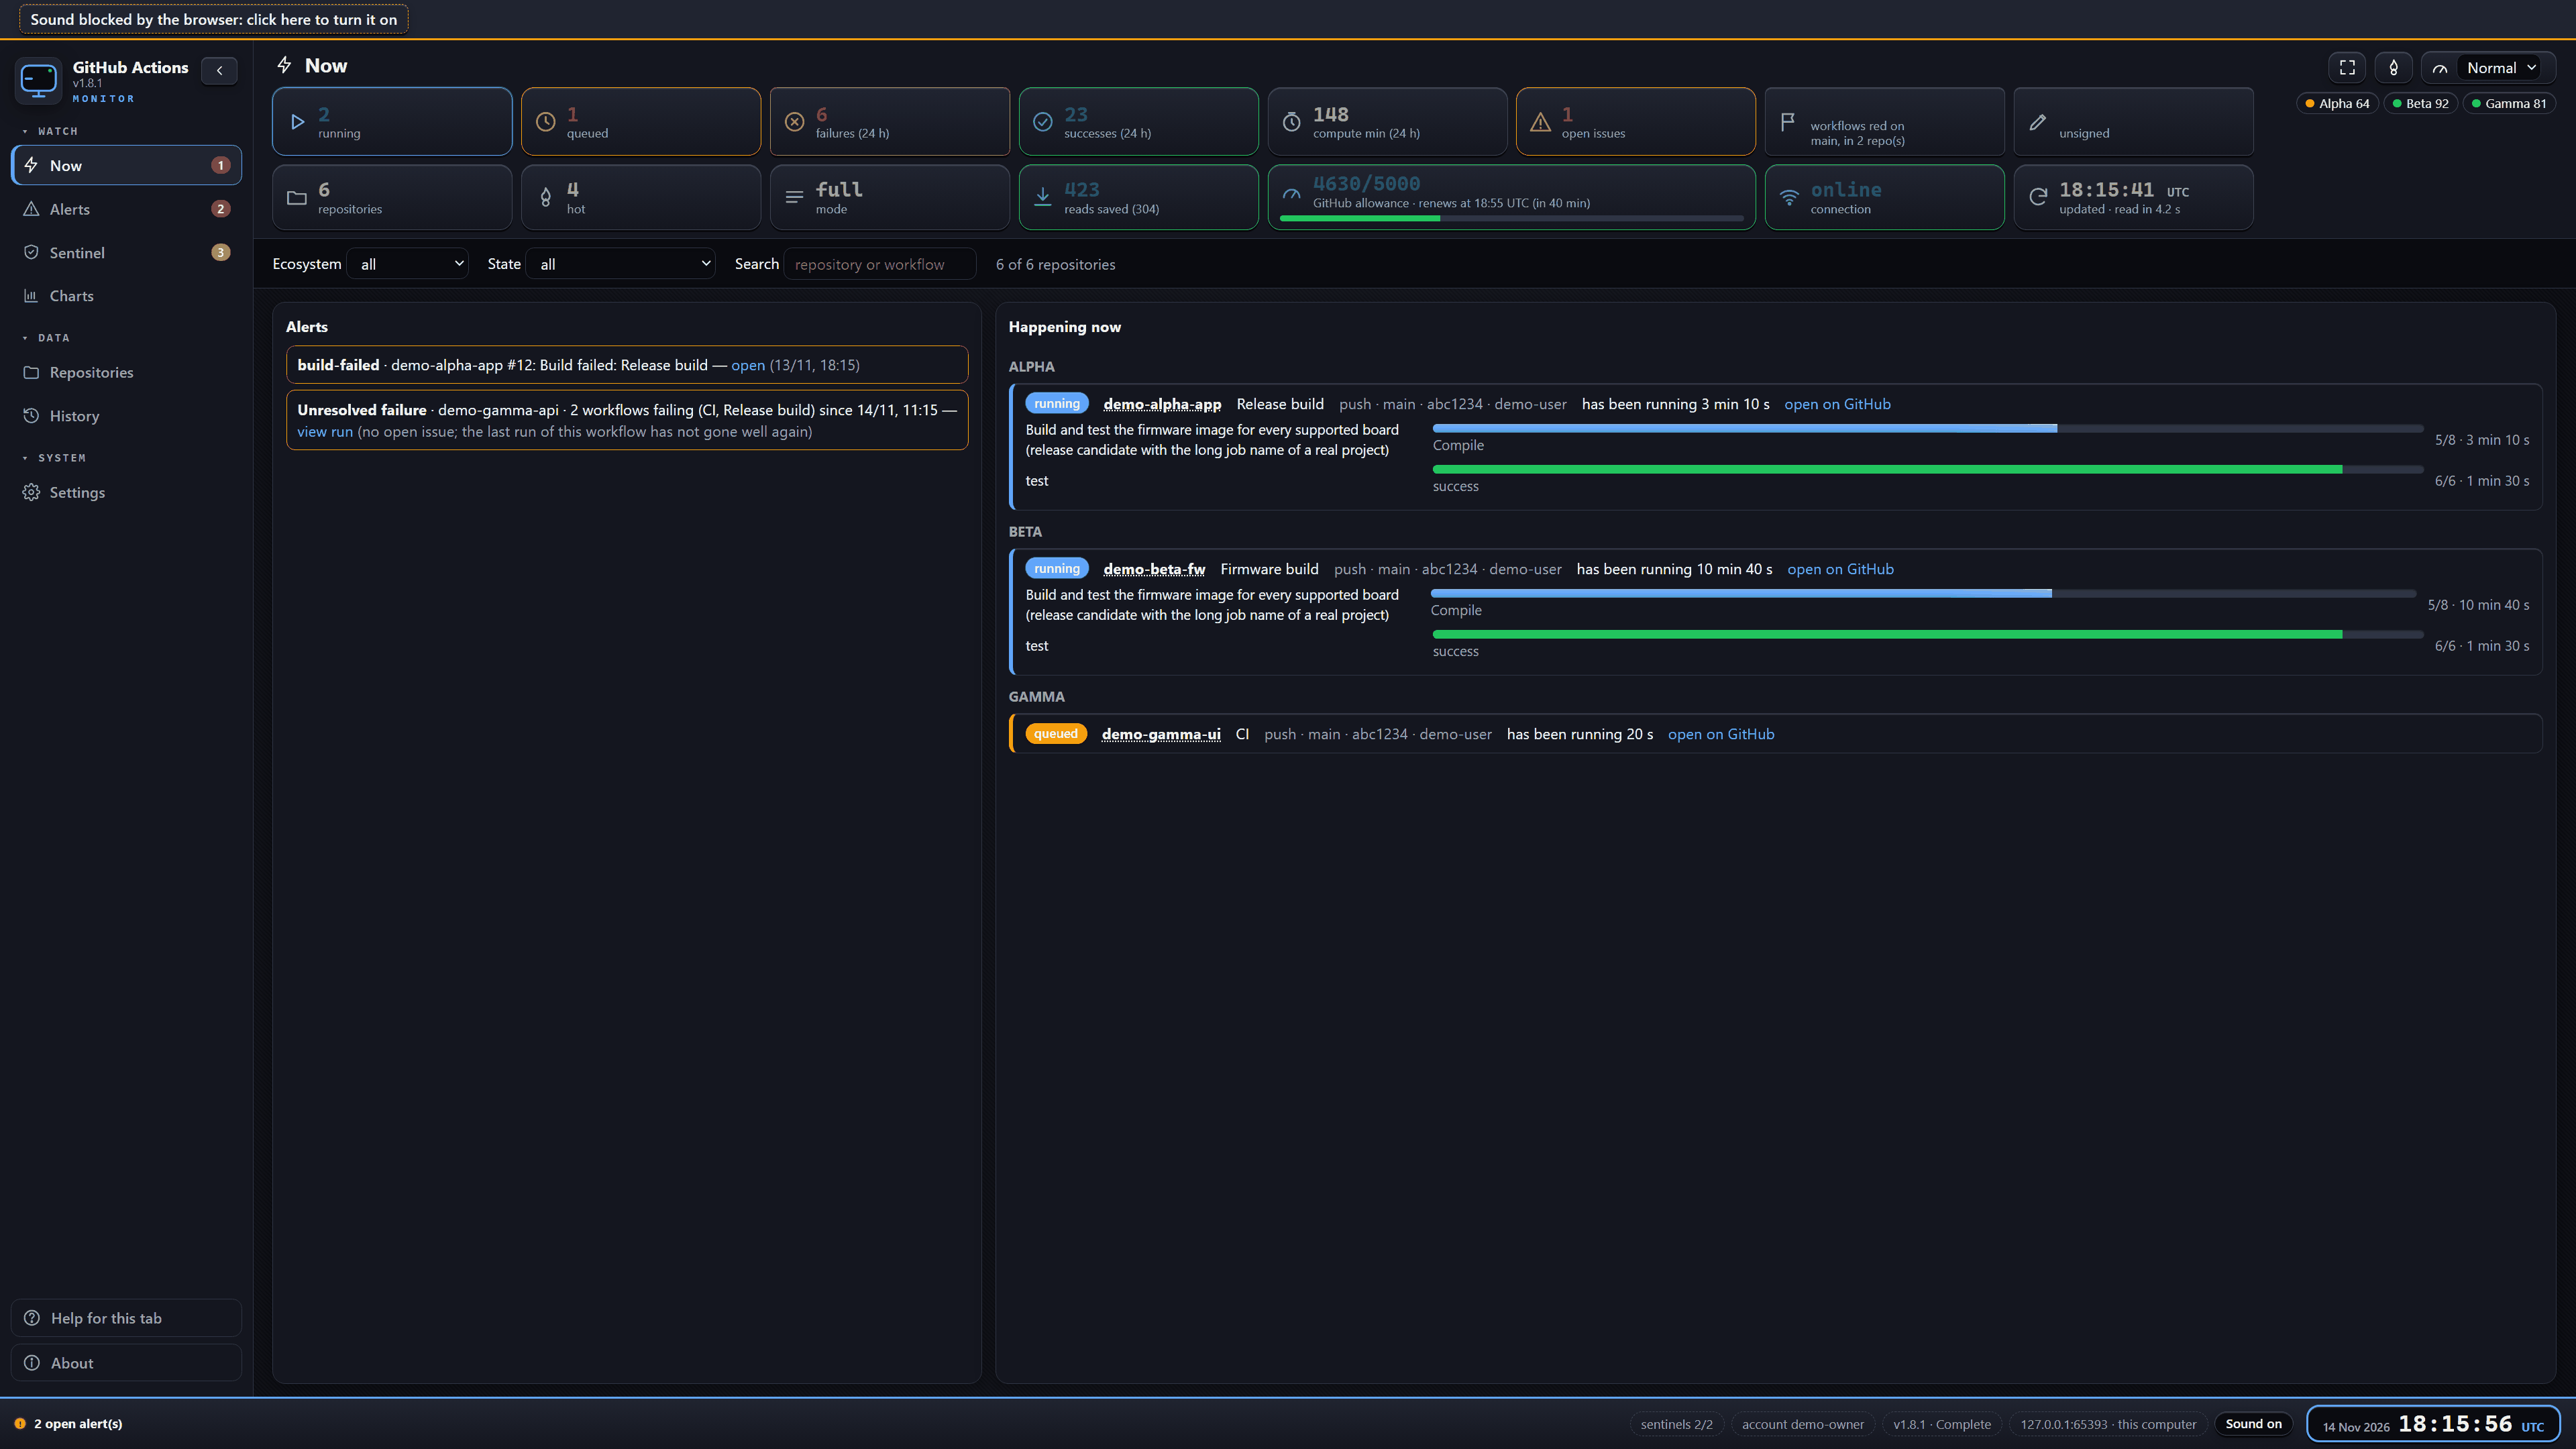 Sound blocked by the browser: click here to turn it on
GitHub Actions
v1.8.1
MONITOR
WATCH
Now 1
Alerts 2
Sentinel 3
Charts
DATA
Repositories
History
SYSTEM
Settings
Help for this tab
About
Now
Normal
Alpha 64 Beta 92 Gamma 81
2
running
1
queued
6
failures (24 h)
23
successes (24 h)
148
compute min (24 h)
1
open issues
workflows red on
main, in 2 repo(s)
unsigned
6
repositories
4
hot
full
mode
423
reads saved (304)
4630/5000
GitHub allowance · renews at 18:55 UTC (in 40 min)
online
connection
18:15:41 UTC
updated · read in 4.2 s
Ecosystem all State all Search repository or workflow 6 of 6 repositories
Alerts
build-failed · demo-alpha-app #12: Build failed: Release build — open (13/11, 18:15)
Unresolved failure · demo-gamma-api · 2 workflows failing (CI, Release build) since 14/11, 11:15 —
view run (no open issue; the last run of this workflow has not gone well again)
Happening now
ALPHA
running demo-alpha-app Release build push · main · abc1234 · demo-user has been running 3 min 10 s open on GitHub
Build and test the firmware image for every supported board
(release candidate with the long job name of a real project)
Compile
5/8 · 3 min 10 s
test
success
6/6 · 1 min 30 s
BETA
running demo-beta-fw Firmware build push · main · abc1234 · demo-user has been running 10 min 40 s open on GitHub
Build and test the firmware image for every supported board
(release candidate with the long job name of a real project)
Compile
5/8 · 10 min 40 s
test
success
6/6 · 1 min 30 s
GAMMA
queued demo-gamma-ui CI push · main · abc1234 · demo-user has been running 20 s open on GitHub
2 open alert(s)
sentinels 2/2 account demo-owner v1.8.1 · Complete 127.0.0.1:65393 · this computer Sound on 14 Nov 2026 18:15:56 UTC